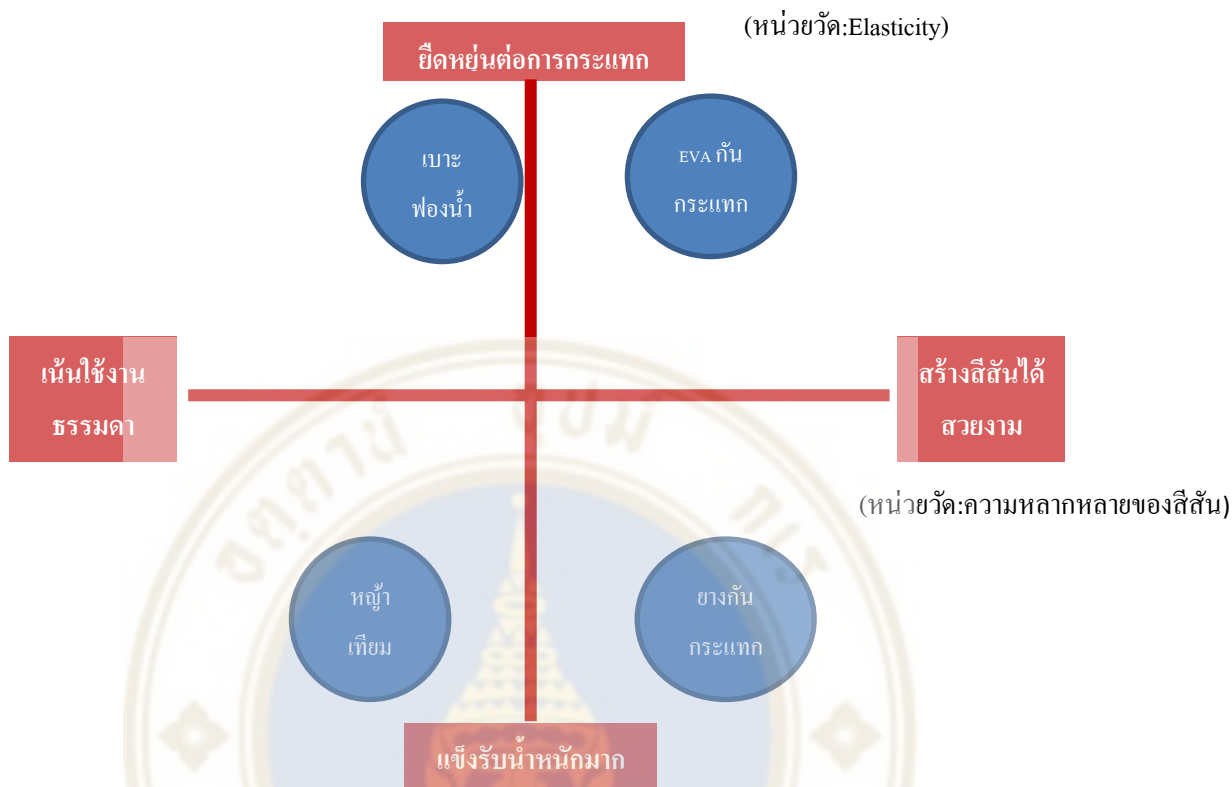 (หน่วยวัด:Elasticity)
ยืดหยุ่นต่อการกระแทก
เบาะ
ฟองน้ำ
EVA กัน
กระแทก
เน้นใช้งาน
ธรรมดา
สร้างสีสันได้
สวยงาม
(หน่วยวัด:ความหลากหลายของสีสัน)
หญ้า
เทียม
ยางกัน
กระแทก
แข็งรับน้ำหนักมาก